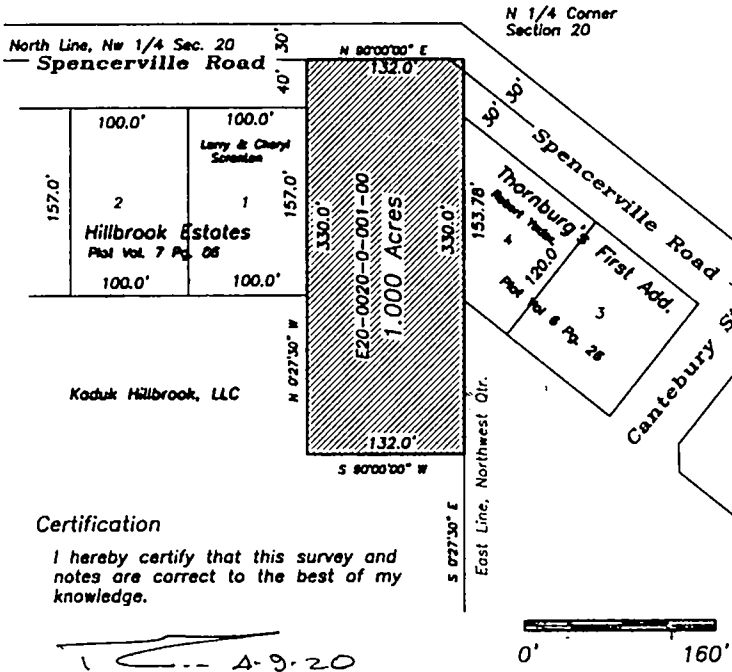 N 1/4 Corner
Section 20
North Line, Nw 1/4 Sec. 20
Spencerville Road
30'
40'
N 90°00'00" E
132.0'
30'
30'
Spencerville Road
100.0'
100.0'
Larry & Cheryl
157.0'
2
1
157.0'
Hillbrook Estates
Plat Vol. 7 Pg. 86
100.0'
100.0'
330.0'
E20-0020-0-001-00
1.000 Acres
330.0'
153.78'
Thornburg's First Add.
Robert
4
120.0'
3
Plat Vol 6 Pg. 26
Cantebury
N 0°27'30" W
Kaduk Hillbrook, LLC
132.0'
S 90°00'00" W
S 0°27'30" E
East Line, Northwest Qtr.
Certification
I hereby certify that this survey and
notes are correct to the best of my
knowledge.
4-9-20
0'
160'